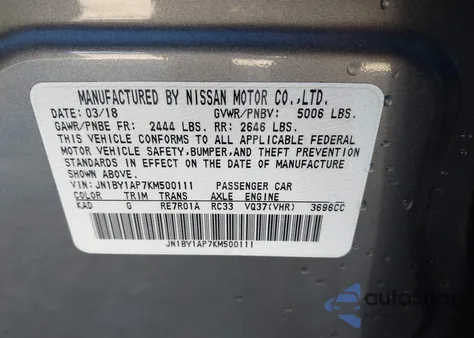 MANUFACTURED BY NISSAN MOTOR CO.,LTD.
DATE: 03/18 GVWR/PNBV: 5006 LBS.
GAWR/PNBE FR: 2444 LBS. RR: 2646 LBS.
THIS VEHICLE CONFORMS TO ALL APPLICABLE FEDERAL
MOTOR VEHICLE SAFETY, BUMPER, AND THEFT PREVENTION
STANDARDS IN EFFECT ON THE DATE OF MANUFACTURE
SHOWN ABOVE.
VIN: JN1BY1AP7KM500111 PASSENGER CAR
COLOR TRIM TRANS AXLE ENGINE
KAD G RE7R01A RC33 VQ37(VHR) 3696CC
JN1BY1AP7KM500111
autoSnap